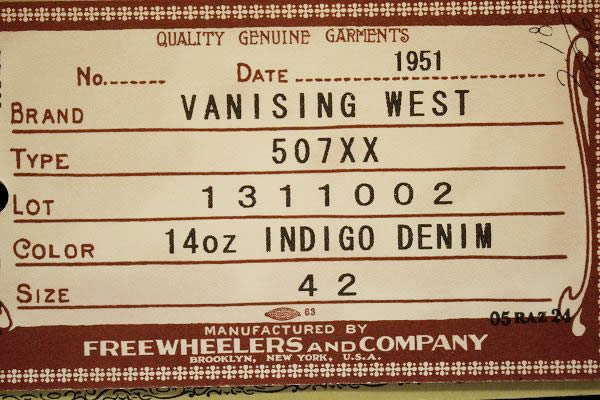 QUALITY GENUINE GARMENTS
No........ DATE 1951
BRAND VANISING WEST
TYPE 507XX
LOT 1311002
COLOR 14oz INDIGO DENIM
SIZE 42
63
05 RAZ 24
MANUFACTURED BY
FREEWHEELERS AND COMPANY
BROOKLYN, NEW YORK, U.S.A.